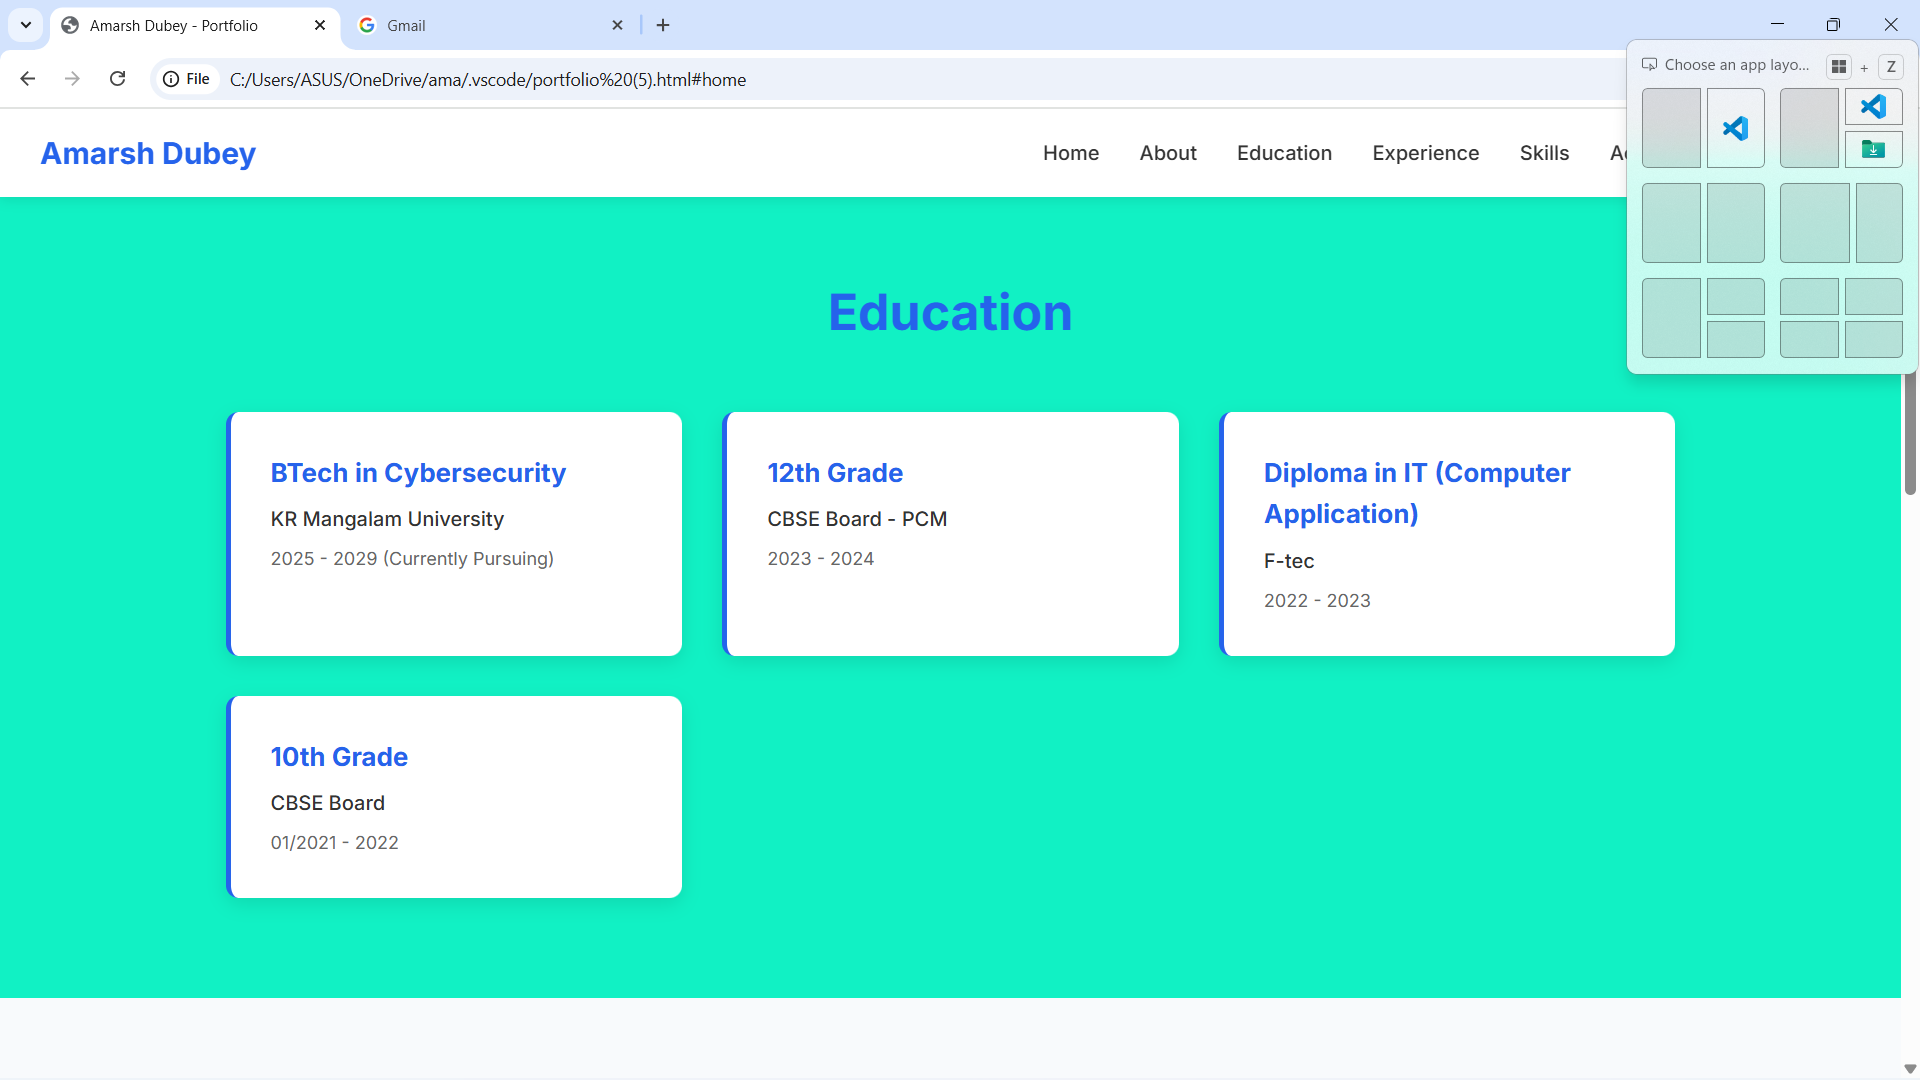 Amarsh Dubey - Portfolio
Gmail
File
C:/Users/ASUS/OneDrive/ama/.vscode/portfolio%20(5).html#home
Choose an app layo... + Z
Amarsh Dubey
Home About Education Experience Skills
Education
BTech in Cybersecurity
KR Mangalam University
2025 - 2029 (Currently Pursuing)
12th Grade
CBSE Board - PCM
2023 - 2024
Diploma in IT (Computer
Application)
F-tec
2022 - 2023
10th Grade
CBSE Board
01/2021 - 2022